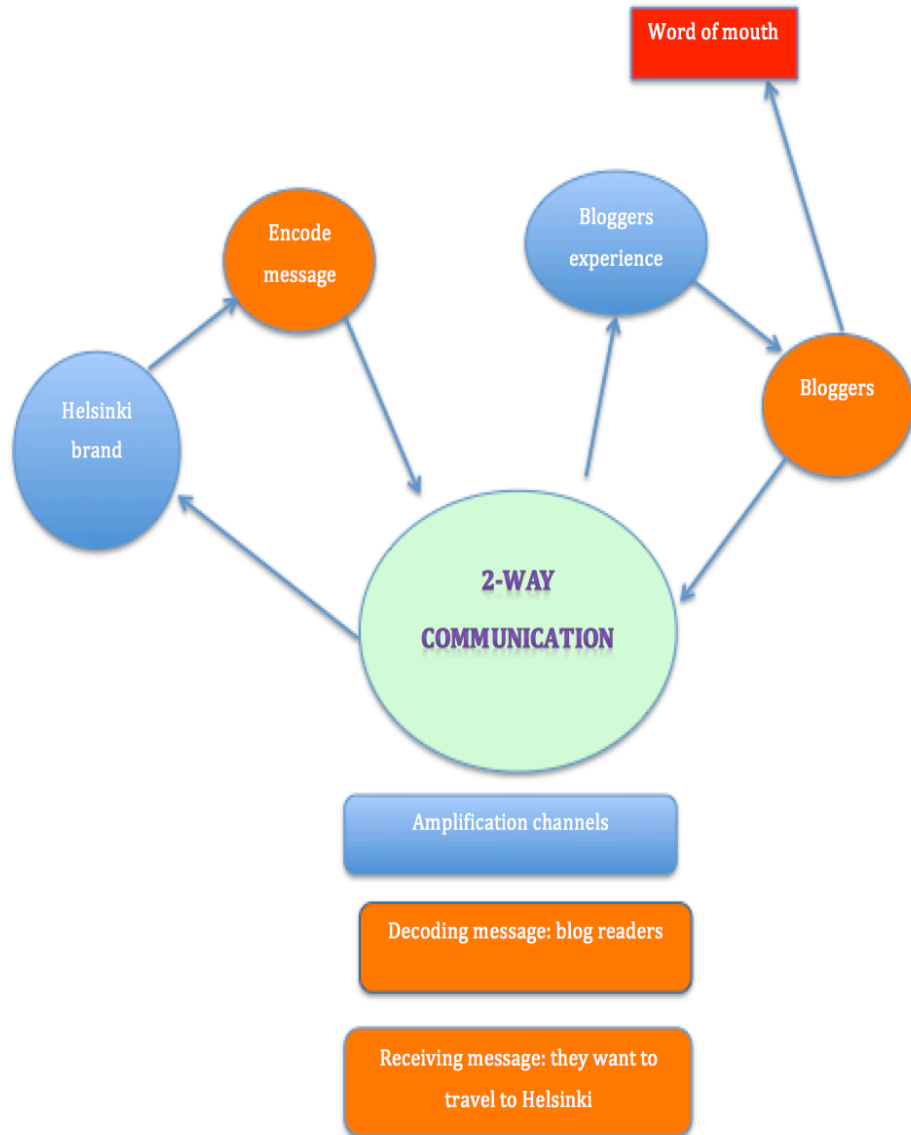 Word of mouth
Encode
message
Bloggers
experience
Helsinki
brand
Bloggers
2-WAY
COMMUNICATION
Amplification channels
Decoding message: blog readers
Receiving message: they want to
travel to Helsinki